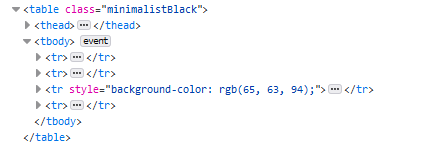 <table class="minimalistBlack">
<thead>⋯</thead>
<tbody> event
<tr>⋯</tr>
<tr>⋯</tr>
<tr style="background-color: rgb(65, 63, 94);">⋯</tr>
<tr>⋯</tr>
</tbody>
</table>